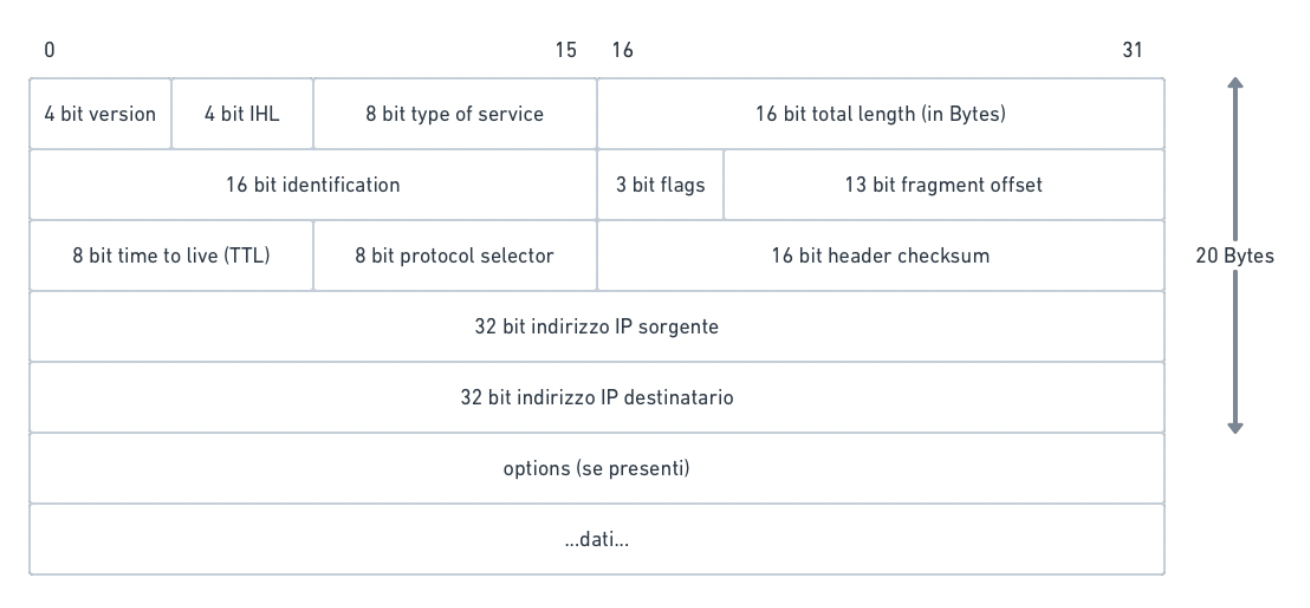 0 15 16 31
4 bit version 4 bit IHL 8 bit type of service 16 bit total length (in Bytes)
16 bit identification 3 bit flags 13 bit fragment offset
8 bit time to live (TTL) 8 bit protocol selector 16 bit header checksum 20 Bytes
32 bit indirizzo IP sorgente
32 bit indirizzo IP destinatario
options (se presenti)
...dati...